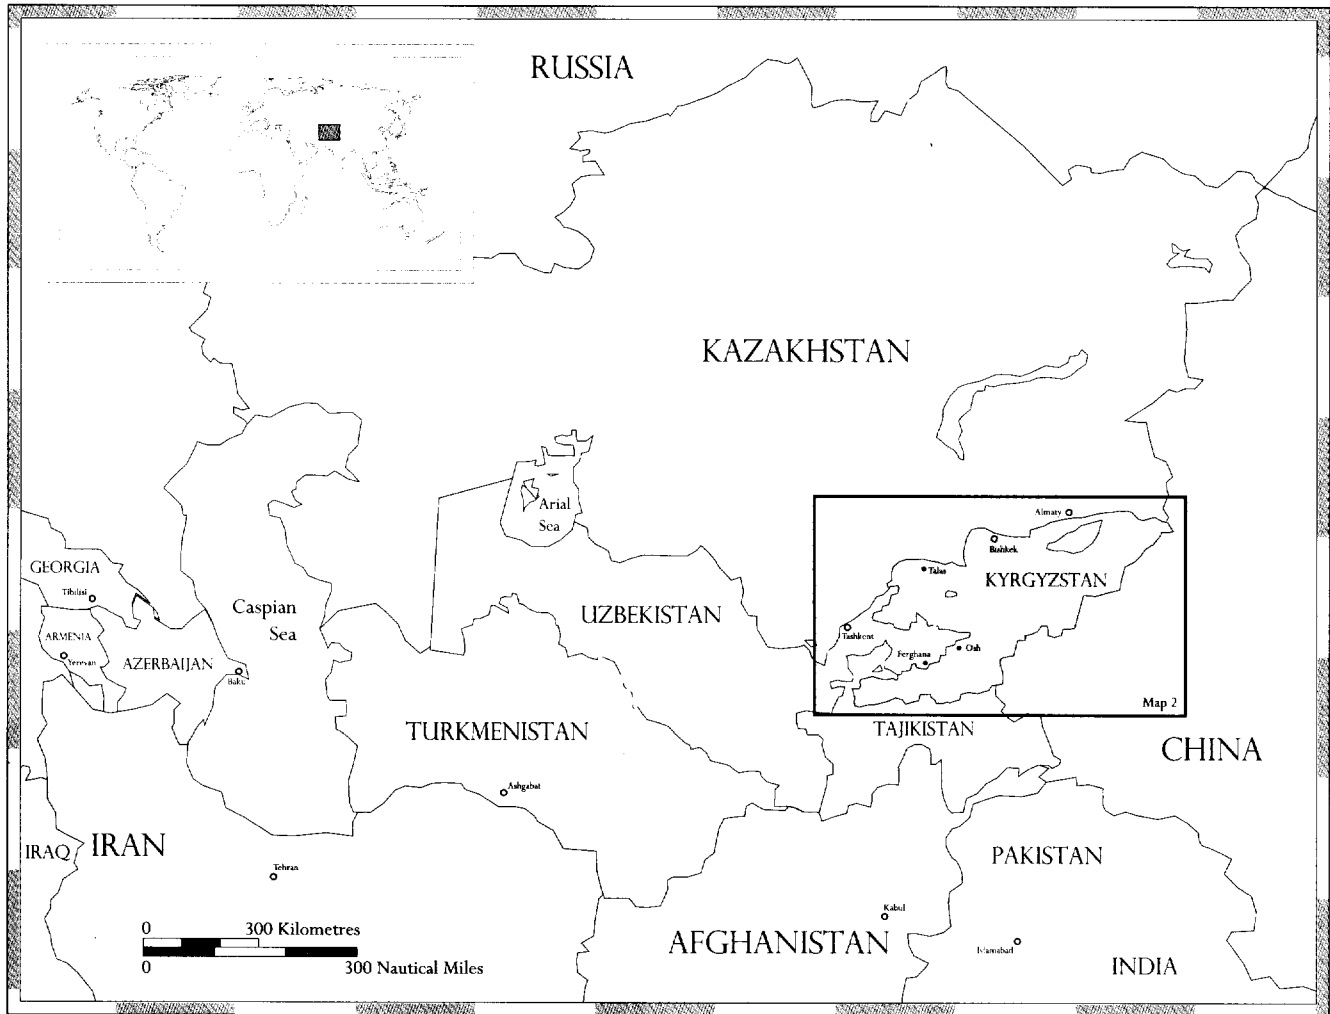 RUSSIA
KAZAKHSTAN
Arial
Sea
Almaty
Bishkek
Talas
KYRGYZSTAN
GEORGIA
Tibilisi
Caspian
Sea
UZBEKISTAN
Tashkent
ARMENIA
Yerevan
AZERBAIJAN
Baku
Ferghana
Osh
Map 2
TURKMENISTAN
TAJIKISTAN
CHINA
Ashgabat
IRAQ
IRAN
Tehran
PAKISTAN
Kabul
AFGHANISTAN
Islamabad
INDIA
0 300 Kilometres
0 300 Nautical Miles